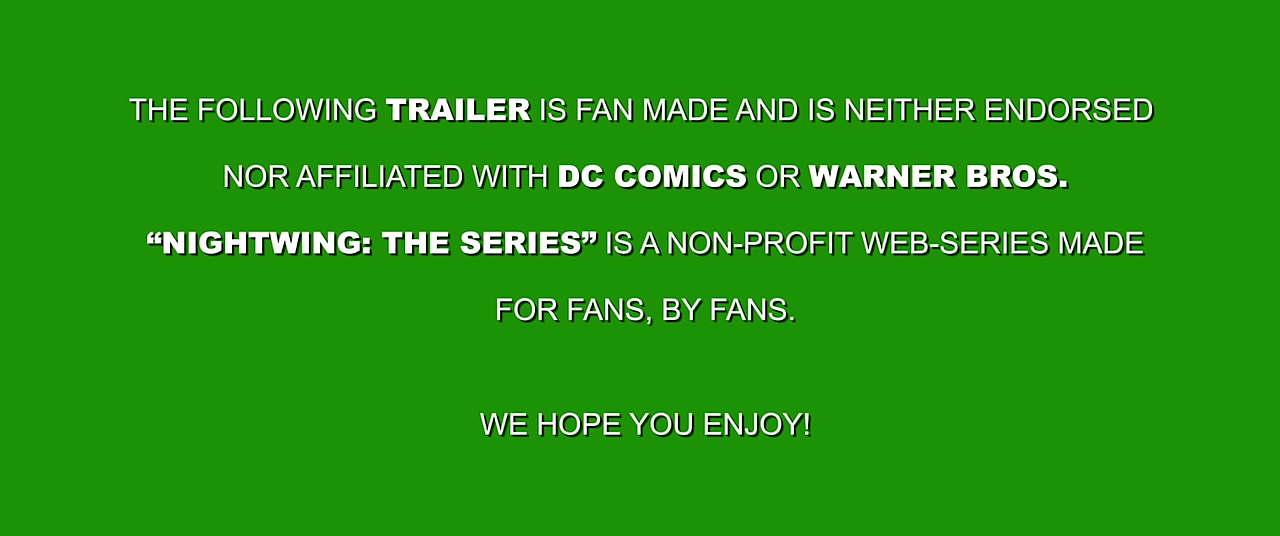 THE FOLLOWING TRAILER IS FAN MADE AND IS NEITHER ENDORSED
NOR AFFILIATED WITH DC COMICS OR WARNER BROS.
“NIGHTWING: THE SERIES” IS A NON-PROFIT WEB-SERIES MADE
FOR FANS, BY FANS.
WE HOPE YOU ENJOY!